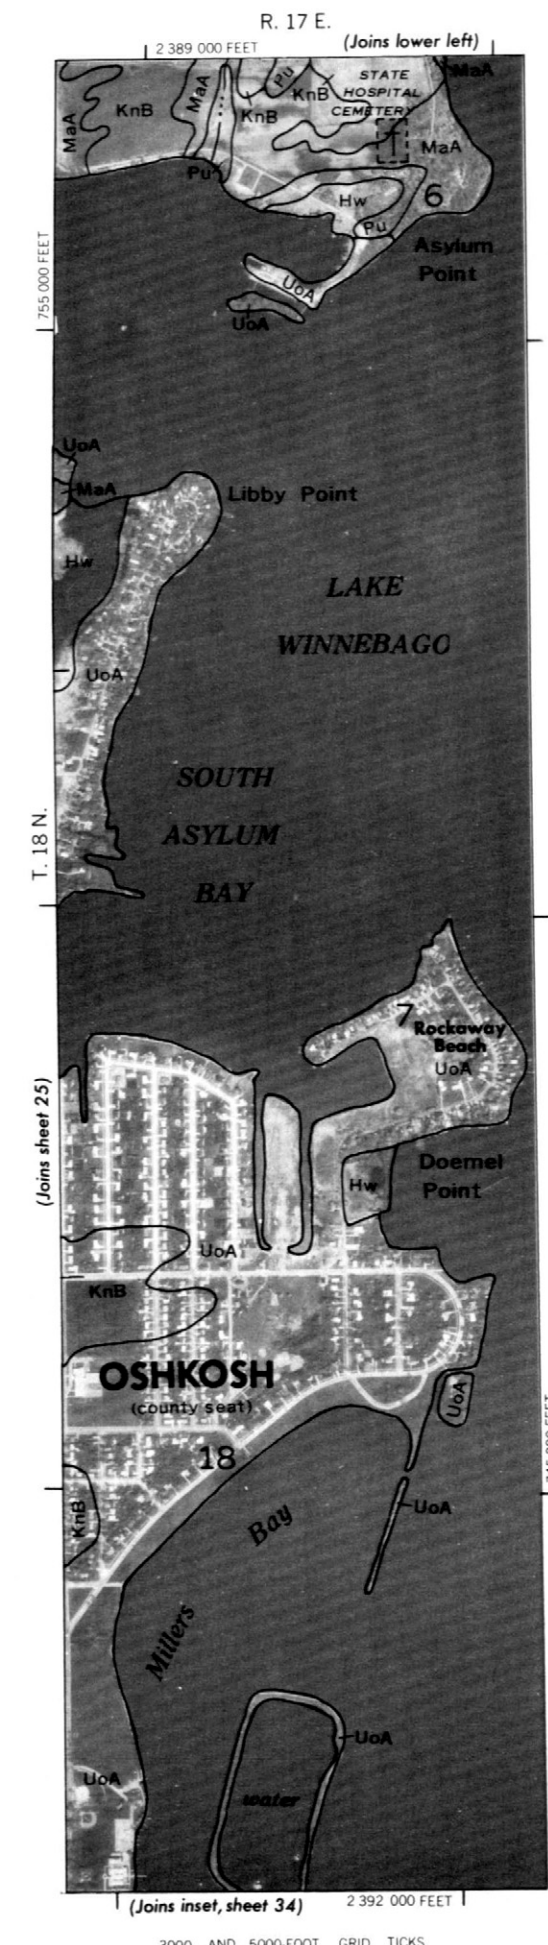 R. 17 E.
2 389 000 FEET
(Joins lower left)
MaA
KnB
MaA
KnB
Pu
KnB
STATE
HOSPITAL
CEMETERY
MaA
MaA
Pu
Hw
6
Pu
Asylum
Point
UoA
UoA
755 000 FEET
UoA
MaA
Libby Point
Hw
LAKE
WINNEBAGO
UoA
SOUTH
ASYLUM
BAY
T. 18 N.
7
Rockaway
Beach
UoA
(Joins sheet 25)
Doemel
Point
Hw
UoA
KnB
OSHKOSH
(county seat)
UoA
18
KnB
UoA
Bay
Millers
UoA
UoA
water
(Joins inset, sheet 34)
2 392 000 FEET
3000 AND 5000-FOOT GRID TICKS